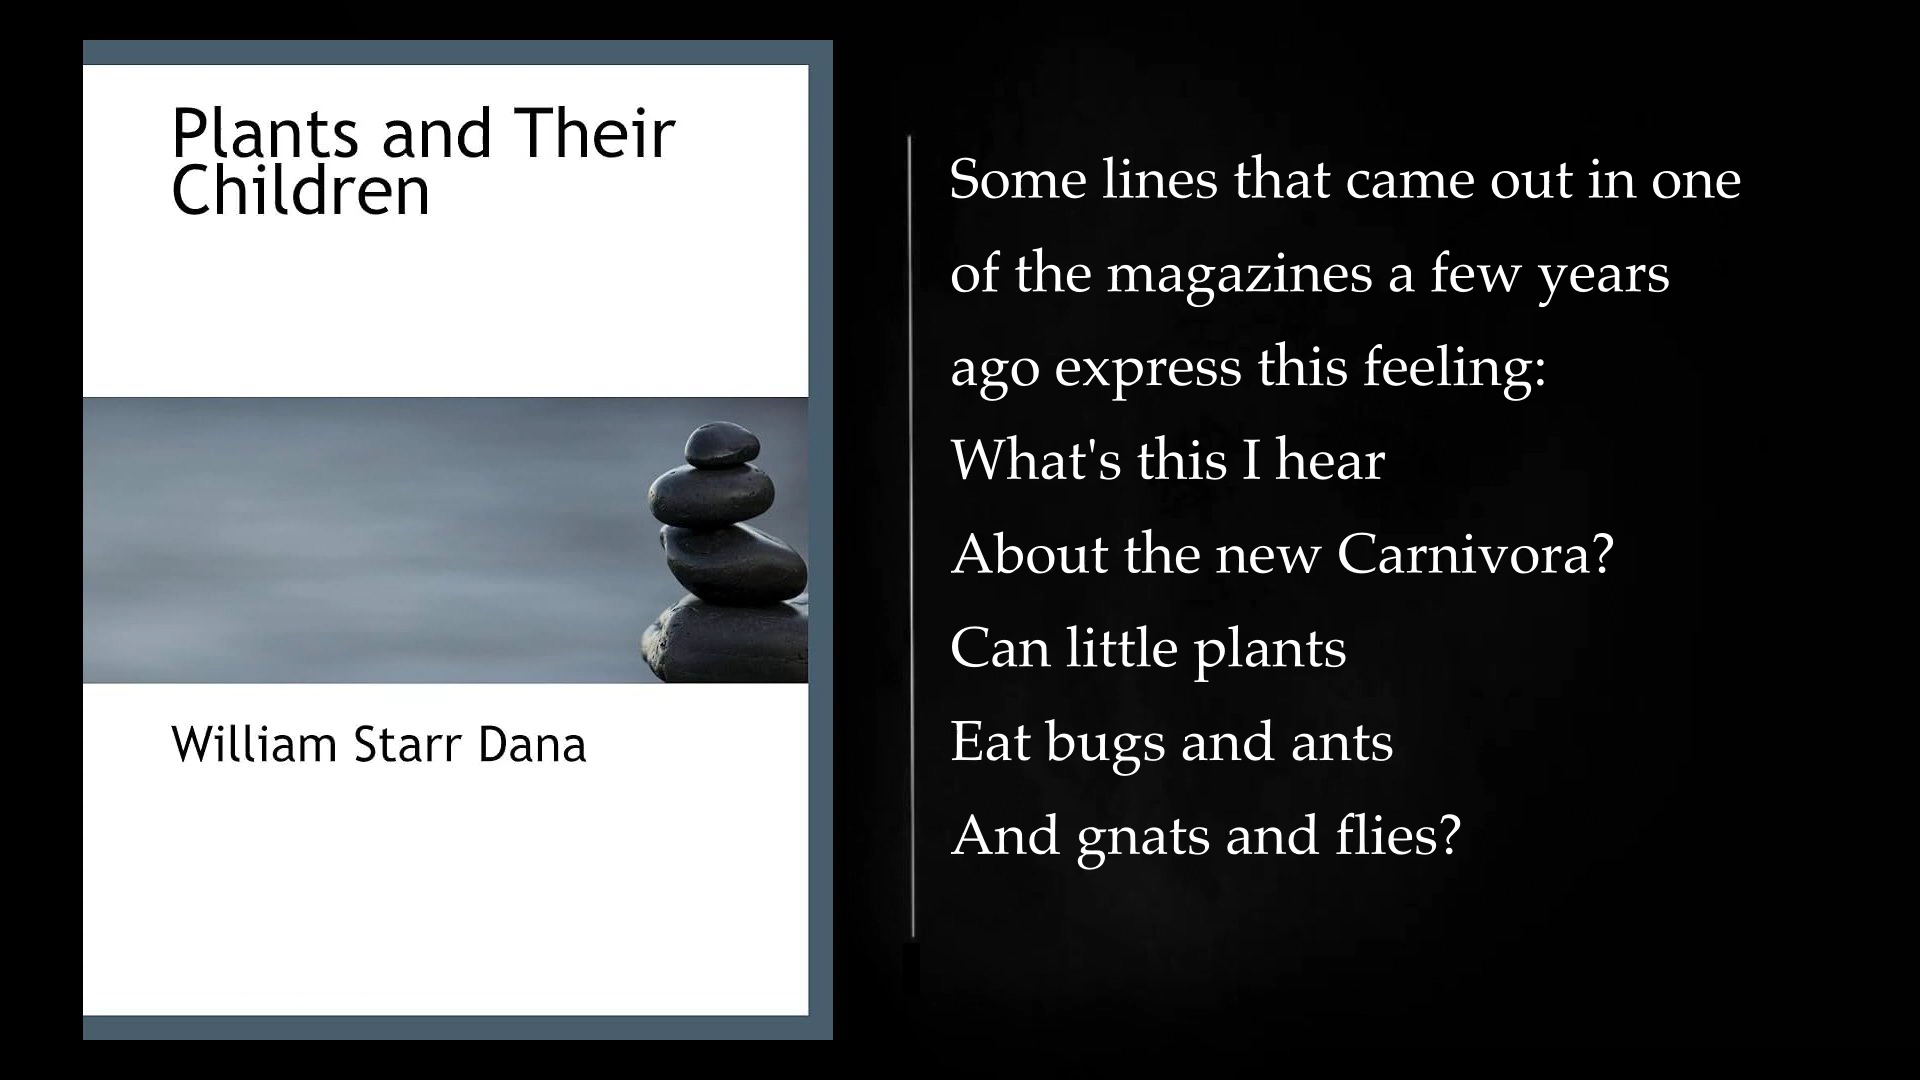 Plants and Their
Children
William Starr Dana
Some lines that came out in one
of the magazines a few years
ago express this feeling:
What's this I hear
About the new Carnivora?
Can little plants
Eat bugs and ants
And gnats and flies?